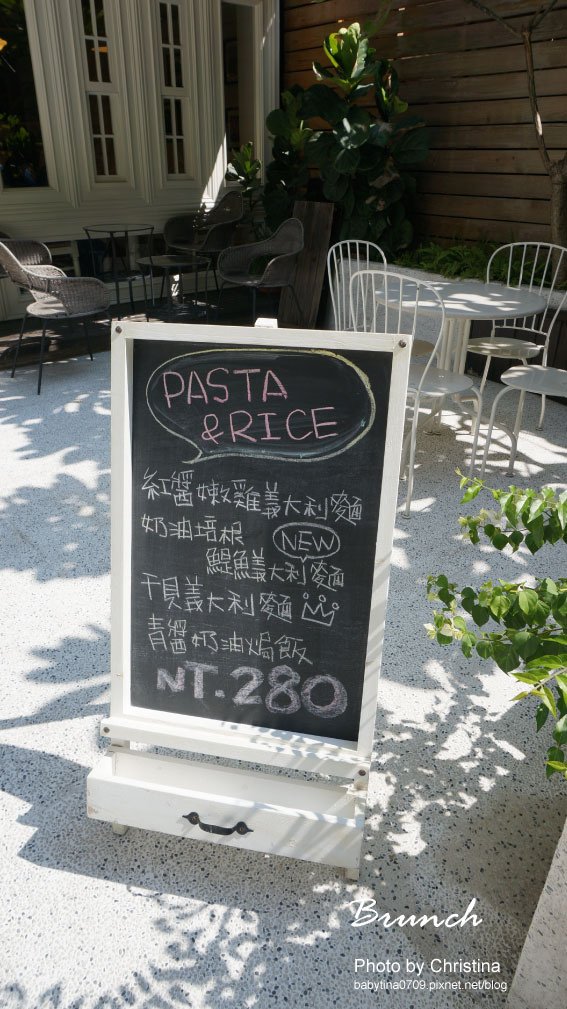 PASTA
&RICE
紅醬嫩雞義大利麵
奶油培根
NEW
鯷魚義大利麵
干貝義大利麵
青醬奶油焗飯
NT.280
Brunch
Photo by Christina
babytina0709.pixnet.net/blog